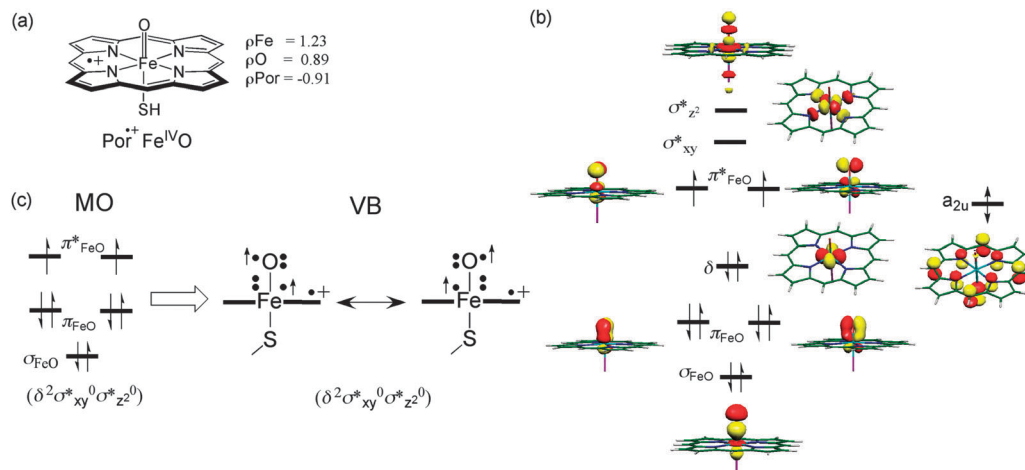 (a)
O
N N
Fe
N N
•+
SH
ρFe = 1.23
ρO = 0.89
ρPor = -0.91
Por•+ FeIVO
(b)
σ*z2
σ*xy
π*FeO
a2u
δ
πFeO
σFeO
(c)
MO
VB
π*FeO
πFeO
σFeO
(δ2σ*xy0σ*z20)
O
Fe
•+
S
O
Fe
•+
S
(δ2σ*xy0σ*z20)